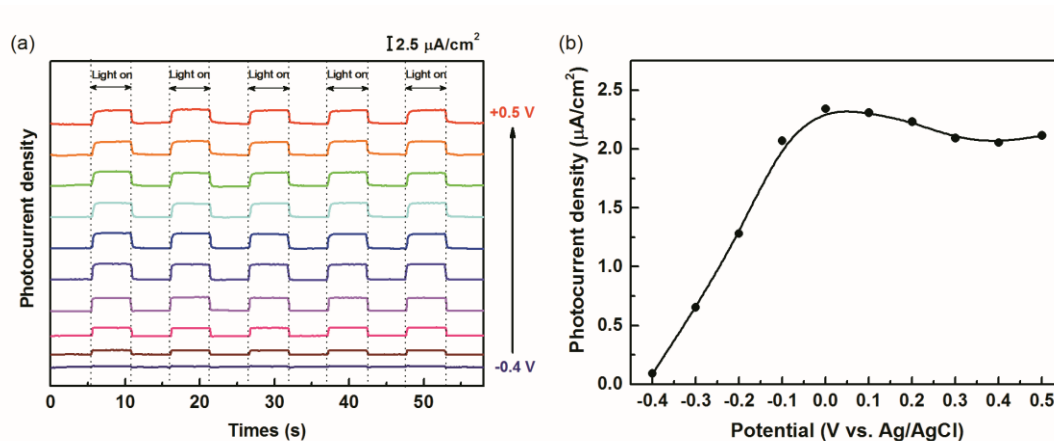 (a)
I 2.5 μA/cm²
Light on Light on Light on Light on Light on
+0.5 V
-0.4 V
Photocurrent density
0 10 20 30 40 50
Times (s)
(b)
Photocurrent density (μA/cm²)
2.5
2.0
1.5
1.0
0.5
0.0
-0.4 -0.3 -0.2 -0.1 0.0 0.1 0.2 0.3 0.4 0.5
Potential (V vs. Ag/AgCl)